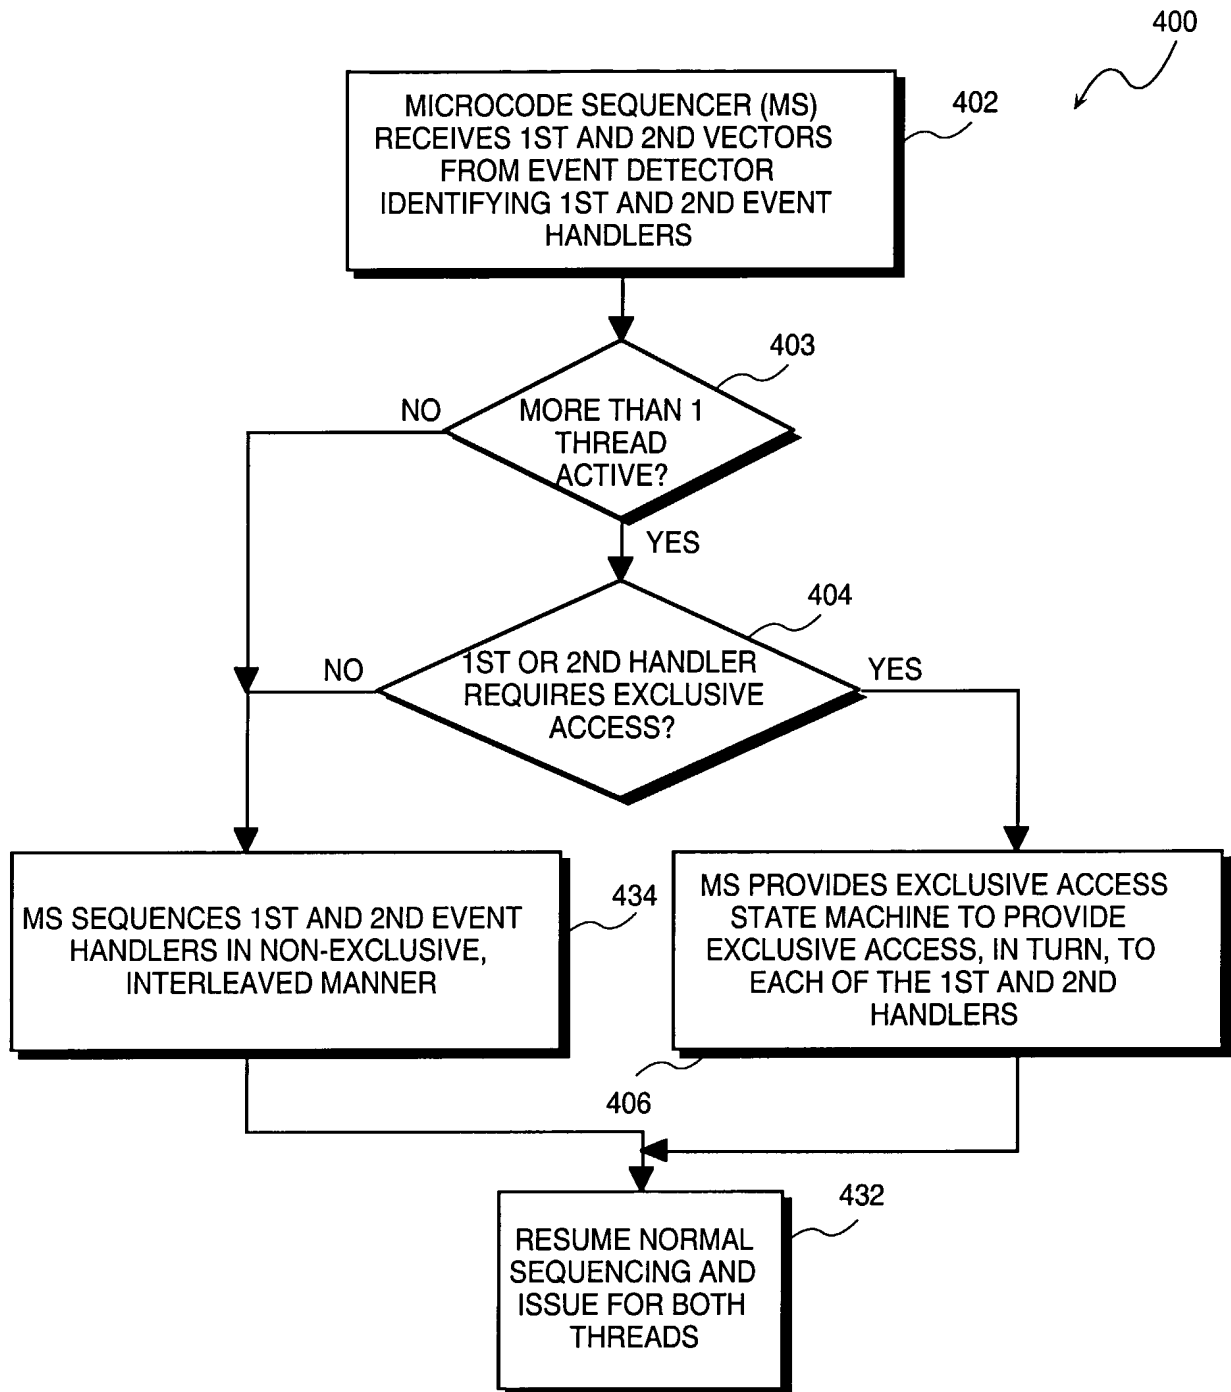 400
MICROCODE SEQUENCER (MS)
RECEIVES 1ST AND 2ND VECTORS
FROM EVENT DETECTOR
IDENTIFYING 1ST AND 2ND EVENT
HANDLERS
402
403
NO
MORE THAN 1
THREAD
ACTIVE?
YES
404
NO
1ST OR 2ND HANDLER
REQUIRES EXCLUSIVE
ACCESS?
YES
MS SEQUENCES 1ST AND 2ND EVENT
HANDLERS IN NON-EXCLUSIVE,
INTERLEAVED MANNER
434
MS PROVIDES EXCLUSIVE ACCESS
STATE MACHINE TO PROVIDE
EXCLUSIVE ACCESS, IN TURN, TO
EACH OF THE 1ST AND 2ND
HANDLERS
406
432
RESUME NORMAL
SEQUENCING AND
ISSUE FOR BOTH
THREADS